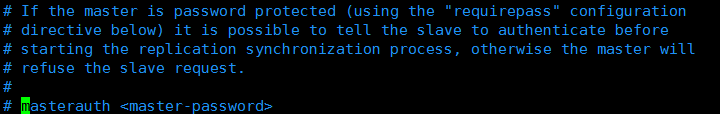 # If the master is password protected (using the "requirepass" configuration
# directive below) it is possible to tell the slave to authenticate before
# starting the replication synchronization process, otherwise the master will
# refuse the slave request.
#
# masterauth <master-password>